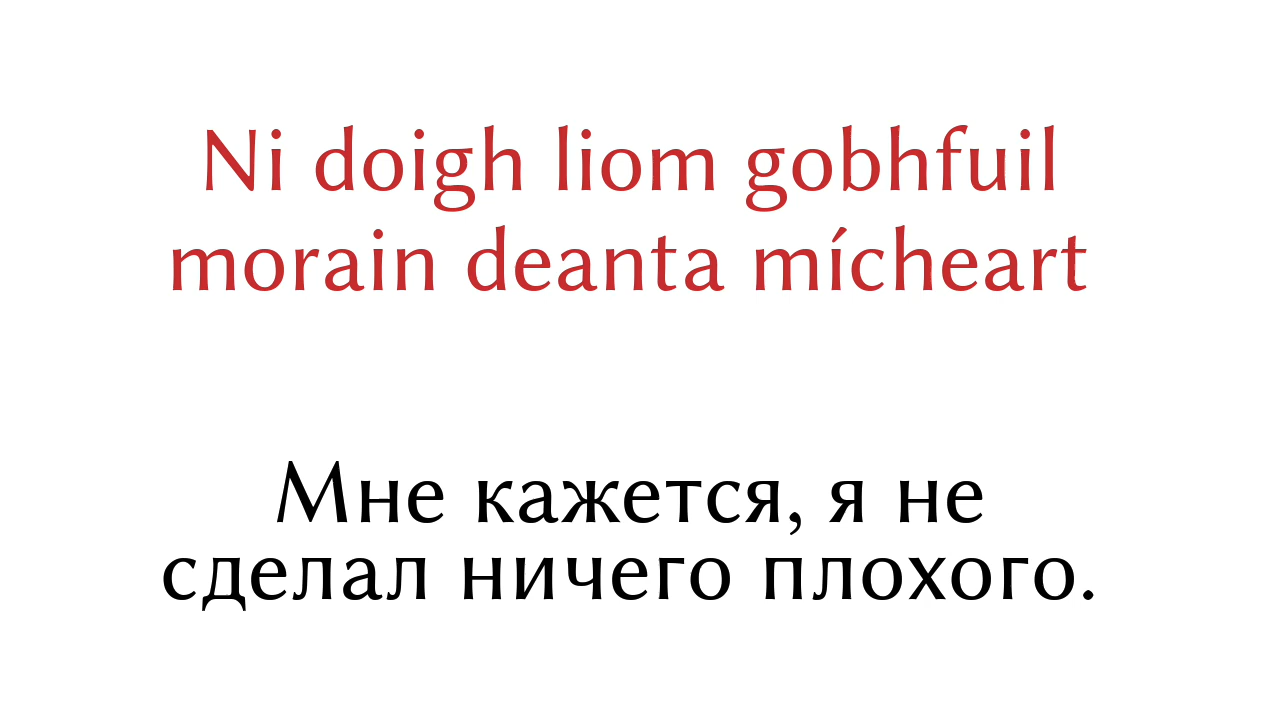 Ni doigh liom gobhfuil
morain deanta mícheart
Мне кажется, я не
сделал ничего плохого.